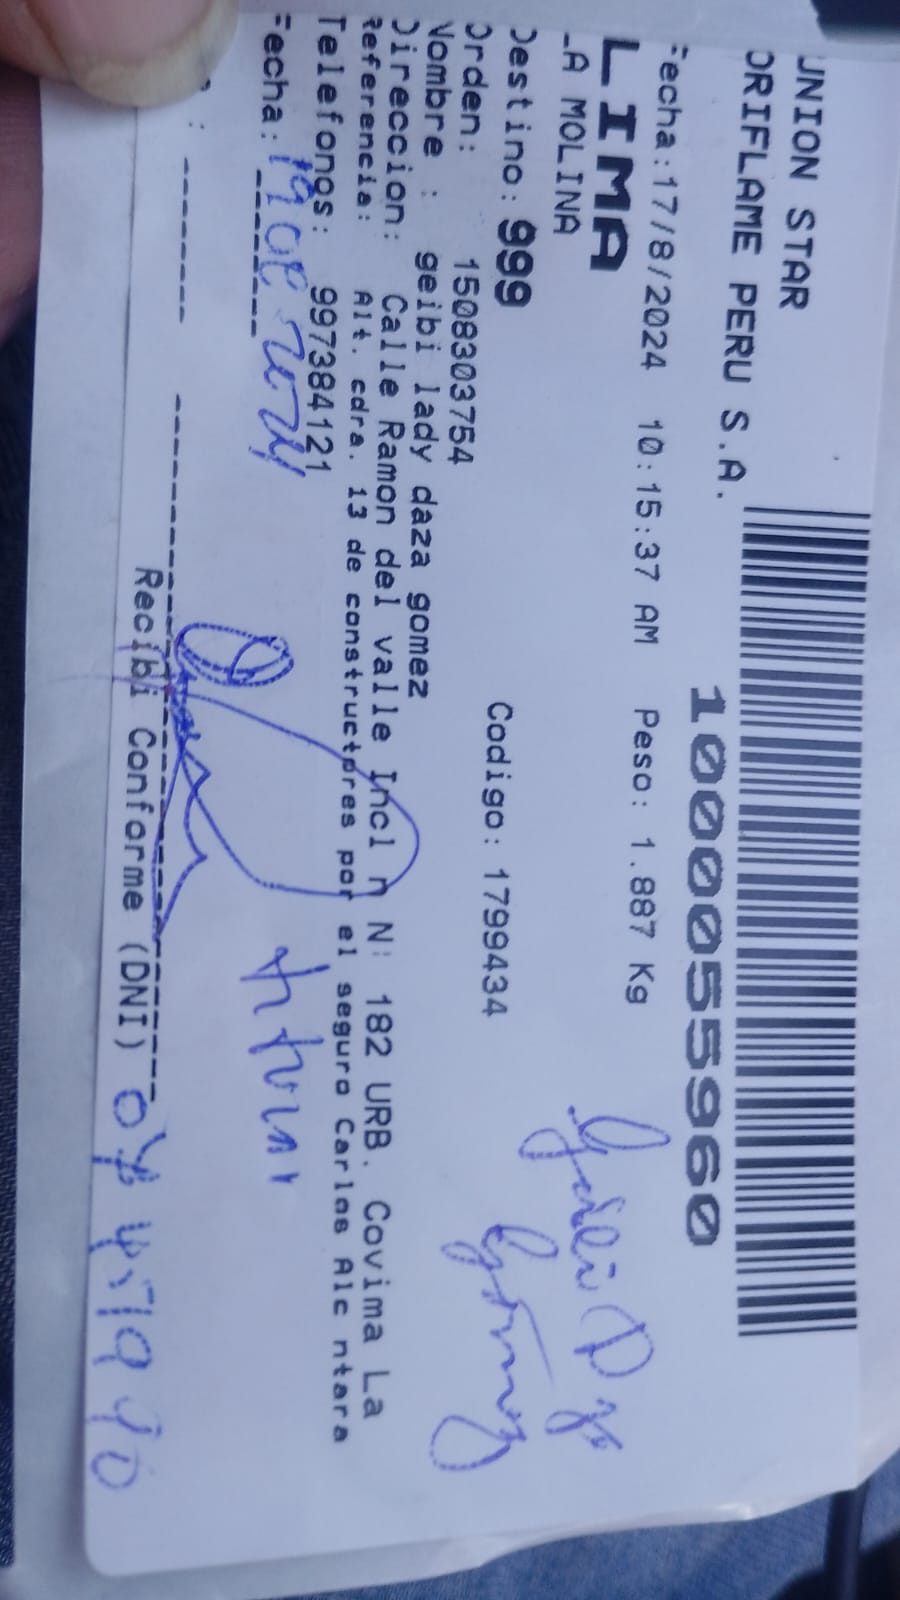 UNION STAR
ORIFLAME PERU S.A.
10000555960
Fecha:17/8/2024 10:15:37 AM Peso: 1.887 Kg
LIMA
LA MOLINA
Destino: 999 Codigo: 1799434
Orden: 1508303754
Nombre : geibi lady daza gomez
Direccion: Calle Ramon del valle Incl n N: 182 URB. Covima La
Referencia: Alt. cdra. 13 de constructores por el seguro Carlos Alc ntara
Telefonos: 997384121
Fecha:
Recibi Conforme (DNI)